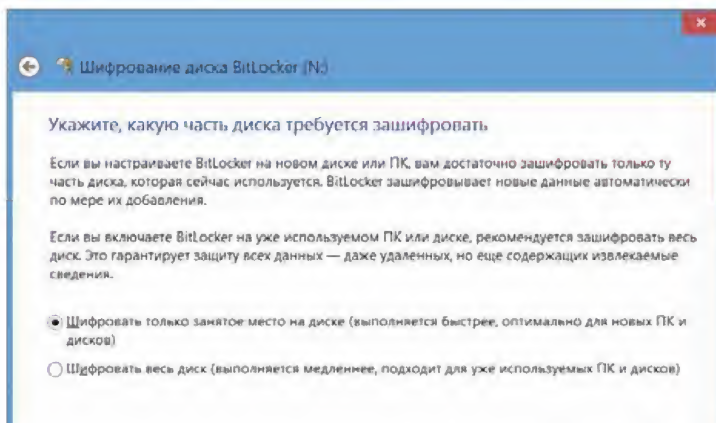 Шифрование диска BitLocker (N:)
Укажите, какую часть диска требуется зашифровать
Если вы настраиваете BitLocker на новом диске или ПК, вам достаточно зашифровать только ту
часть диска, которая сейчас используется. BitLocker зашифровывает новые данные автоматически
по мере их добавления.
Если вы включаете BitLocker на уже используемом ПК или диске, рекомендуется зашифровать весь
диск. Это гарантирует защиту всех данных — даже удаленных, но еще содержащих извлекаемые
сведения.
Шифровать только занятое место на диске (выполняется быстрее, оптимально для новых ПК и
дисков)
Шифровать весь диск (выполняется медленнее, подходит для уже используемых ПК и дисков)